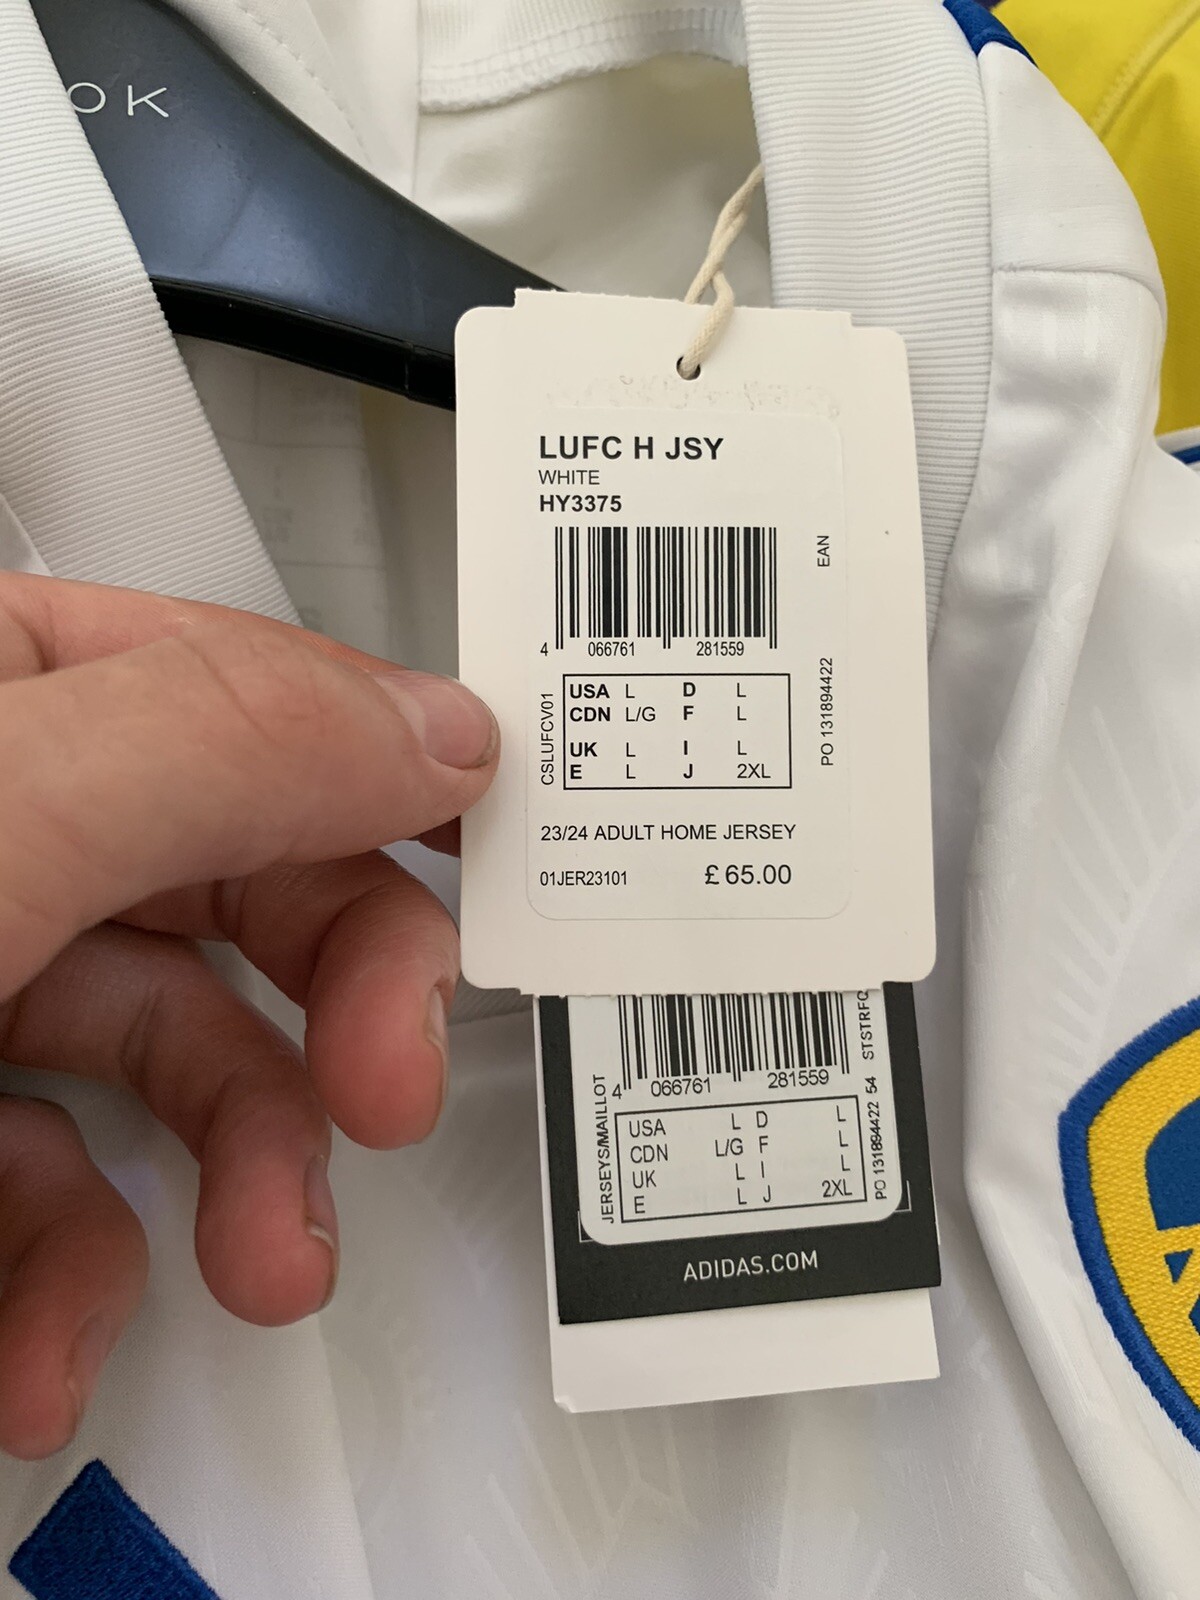 OK
LUFC H JSY
WHITE
HY3375
EAN
4 066761 281559
CSLUFCV01
USA L D L
CDN L/G F L
UK L I L
E L J 2XL
PO 131894422
23/24 ADULT HOME JERSEY
01JER23101 £ 65.00
4 066761 281559
JERSEYS/MAILLOT
USA L D L
CDN L/G F L
UK L I L
E L J 2XL
PO 131894422 54
ADIDAS.COM